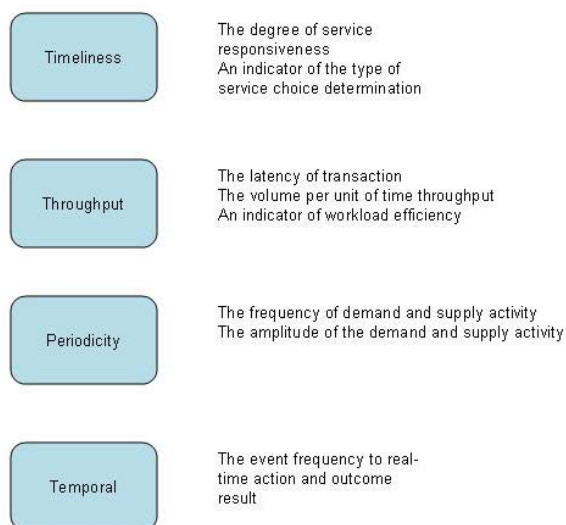 Timeliness
The degree of service
responsiveness
An indicator of the type of
service choice determination
Throughput
The latency of transaction
The volume per unit of time throughput
An indicator of workload efficiency
Periodicity
The frequency of demand and supply activity
The amplitude of the demand and supply activity
Temporal
The event frequency to real-
time action and outcome
result